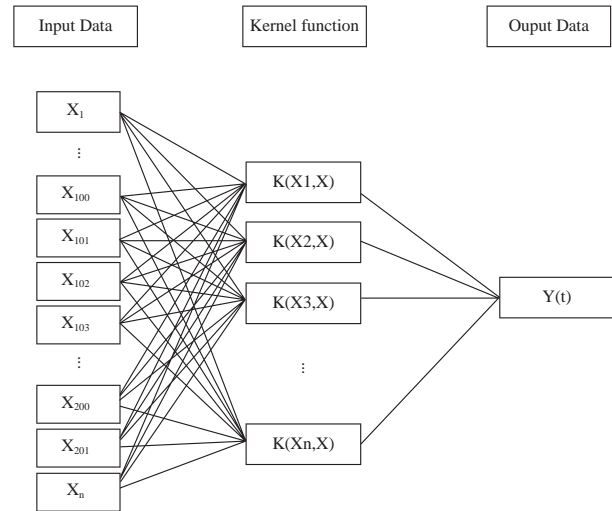 Input Data
Kernel function
Ouput Data
X₁
⋮
X₁₀₀
X₁₀₁
X₁₀₂
X₁₀₃
⋮
X₂₀₀
X₂₀₁
Xₙ
K(X1,X)
K(X2,X)
K(X3,X)
⋮
K(Xn,X)
Y(t)